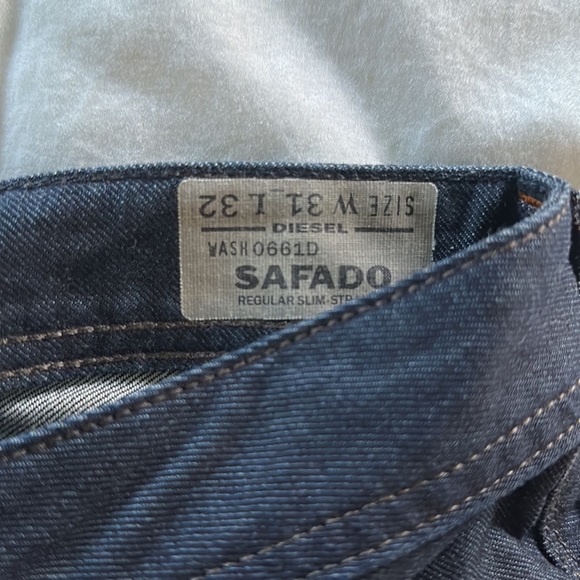 SIZE W 31 L 32
DIESEL
WASH 0661D
SAFADO
REGULAR SLIM-STR